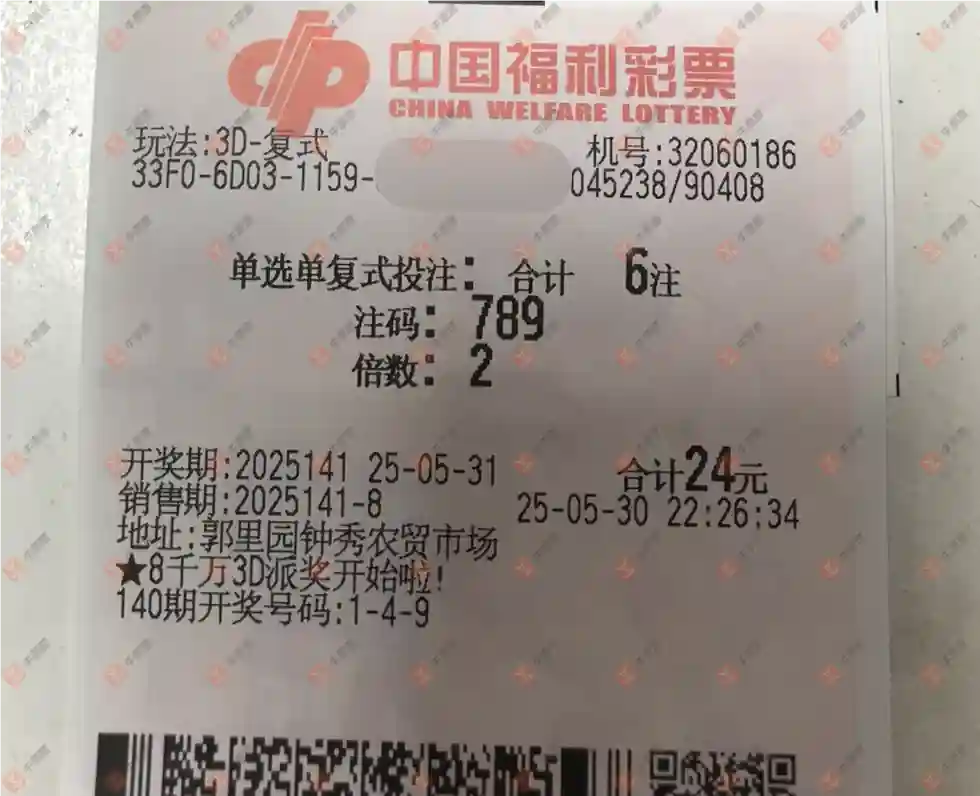 中国福利彩票
CHINA WELFARE LOTTERY
玩法:3D-复式 机号:32060186
33F0-6D03-1159- 045238/90408
单选单复式投注: 合计 6注
注码: 789
倍数: 2
开奖期:2025141 25-05-31 合计24元
销售期:2025141-8 25-05-30 22:26:34
地址:郭里园钟秀农贸市场
★8千万3D派奖开始啦!
140期开奖号码:1-4-9